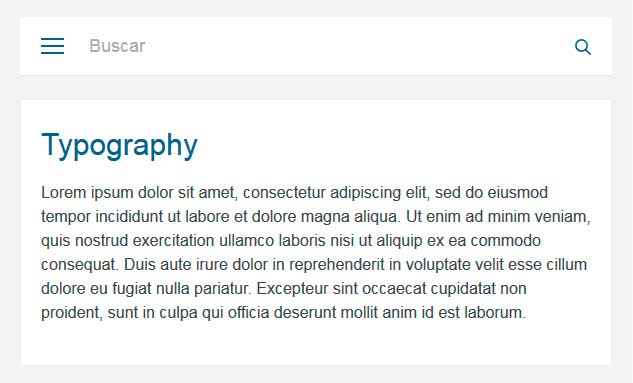 Buscar
Typography
Lorem ipsum dolor sit amet, consectetur adipiscing elit, sed do eiusmod
tempor incididunt ut labore et dolore magna aliqua. Ut enim ad minim veniam,
quis nostrud exercitation ullamco laboris nisi ut aliquip ex ea commodo
consequat. Duis aute irure dolor in reprehenderit in voluptate velit esse cillum
dolore eu fugiat nulla pariatur. Excepteur sint occaecat cupidatat non
proident, sunt in culpa qui officia deserunt mollit anim id est laborum.